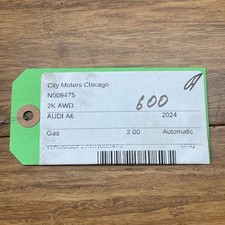 City Motors Chicago
N009475
2K AWD
600
AUDI A6 2024
Gas 2.00 Automatic